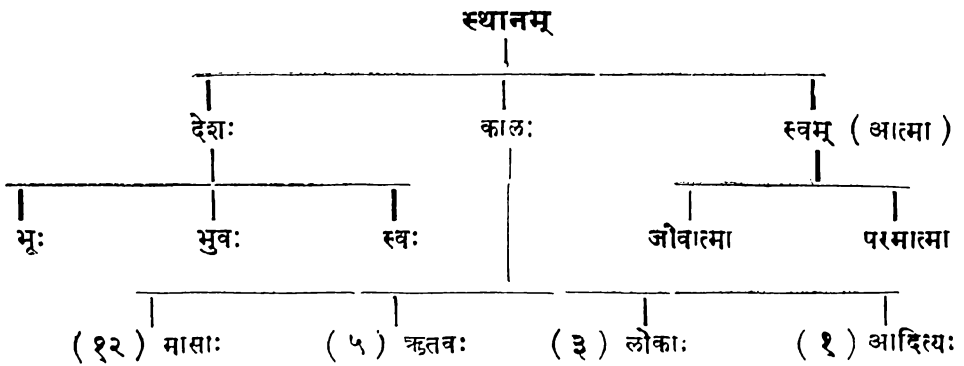 स्थानम्
देशः कालः स्वम् ( आत्मा )
भूः भुवः स्वः जीवात्मा परमात्मा
( १२ ) मासाः ( ५ ) ऋतवः ( ३ ) लोकाः ( १ ) आदित्यः